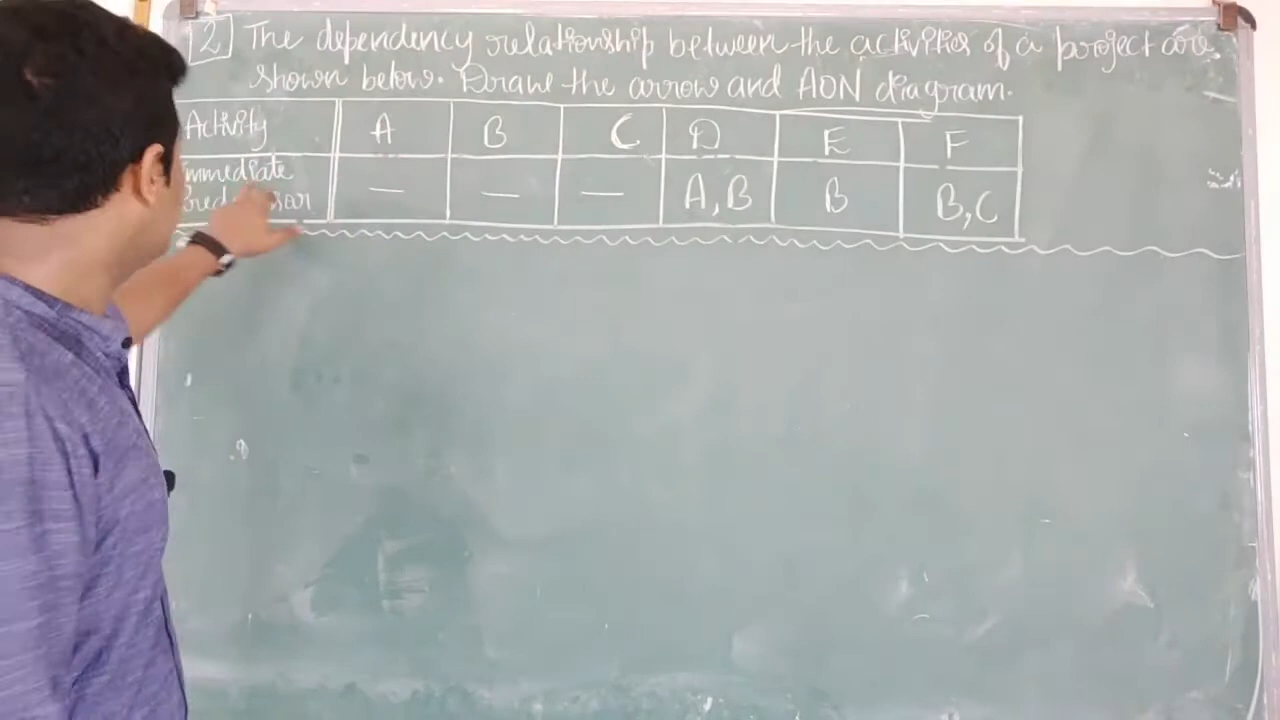 2 The dependency relationship between the activities of a project are
shown below. Draw the arrow and AON diagram.
Activity A B C D E F
Immediate — — — A,B B B,C